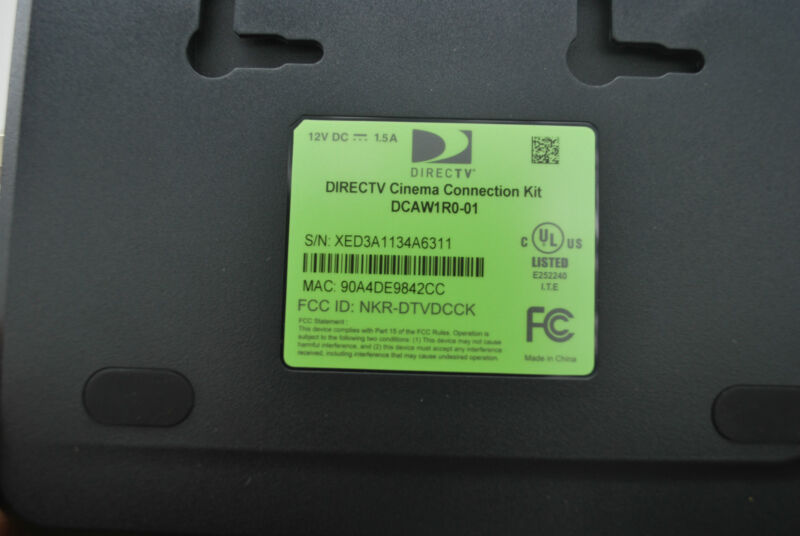 12V DC ⎓ 1.5 A
DIRECTV
DIRECTV Cinema Connection Kit
DCAW1R0-01
S/N: XED3A1134A6311
C UL US
LISTED
E252240
I.T.E
MAC: 90A4DE9842CC
FCC ID: NKR-DTVDCCK
FCC Statement :
This device complies with Part 15 of the FCC Rules. Operation is
subject to the following two conditions: (1) This device may not cause
harmful interference, and (2) this device must accept any interference
received, including interference that may cause undesired operation.
FC
Made in China